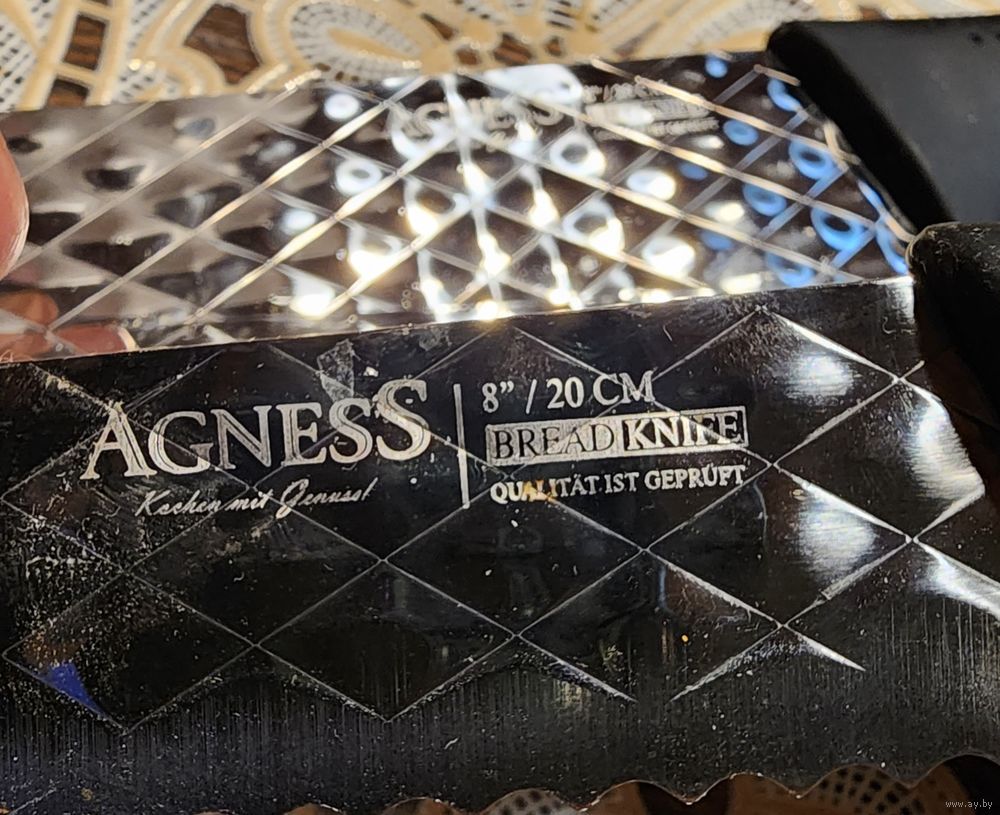 AGNESS
Kochen mit Genuss!
8” / 20 CM
BREAD KNIFE
QUALITÄT IST GEPRÜFT
www.ay.by